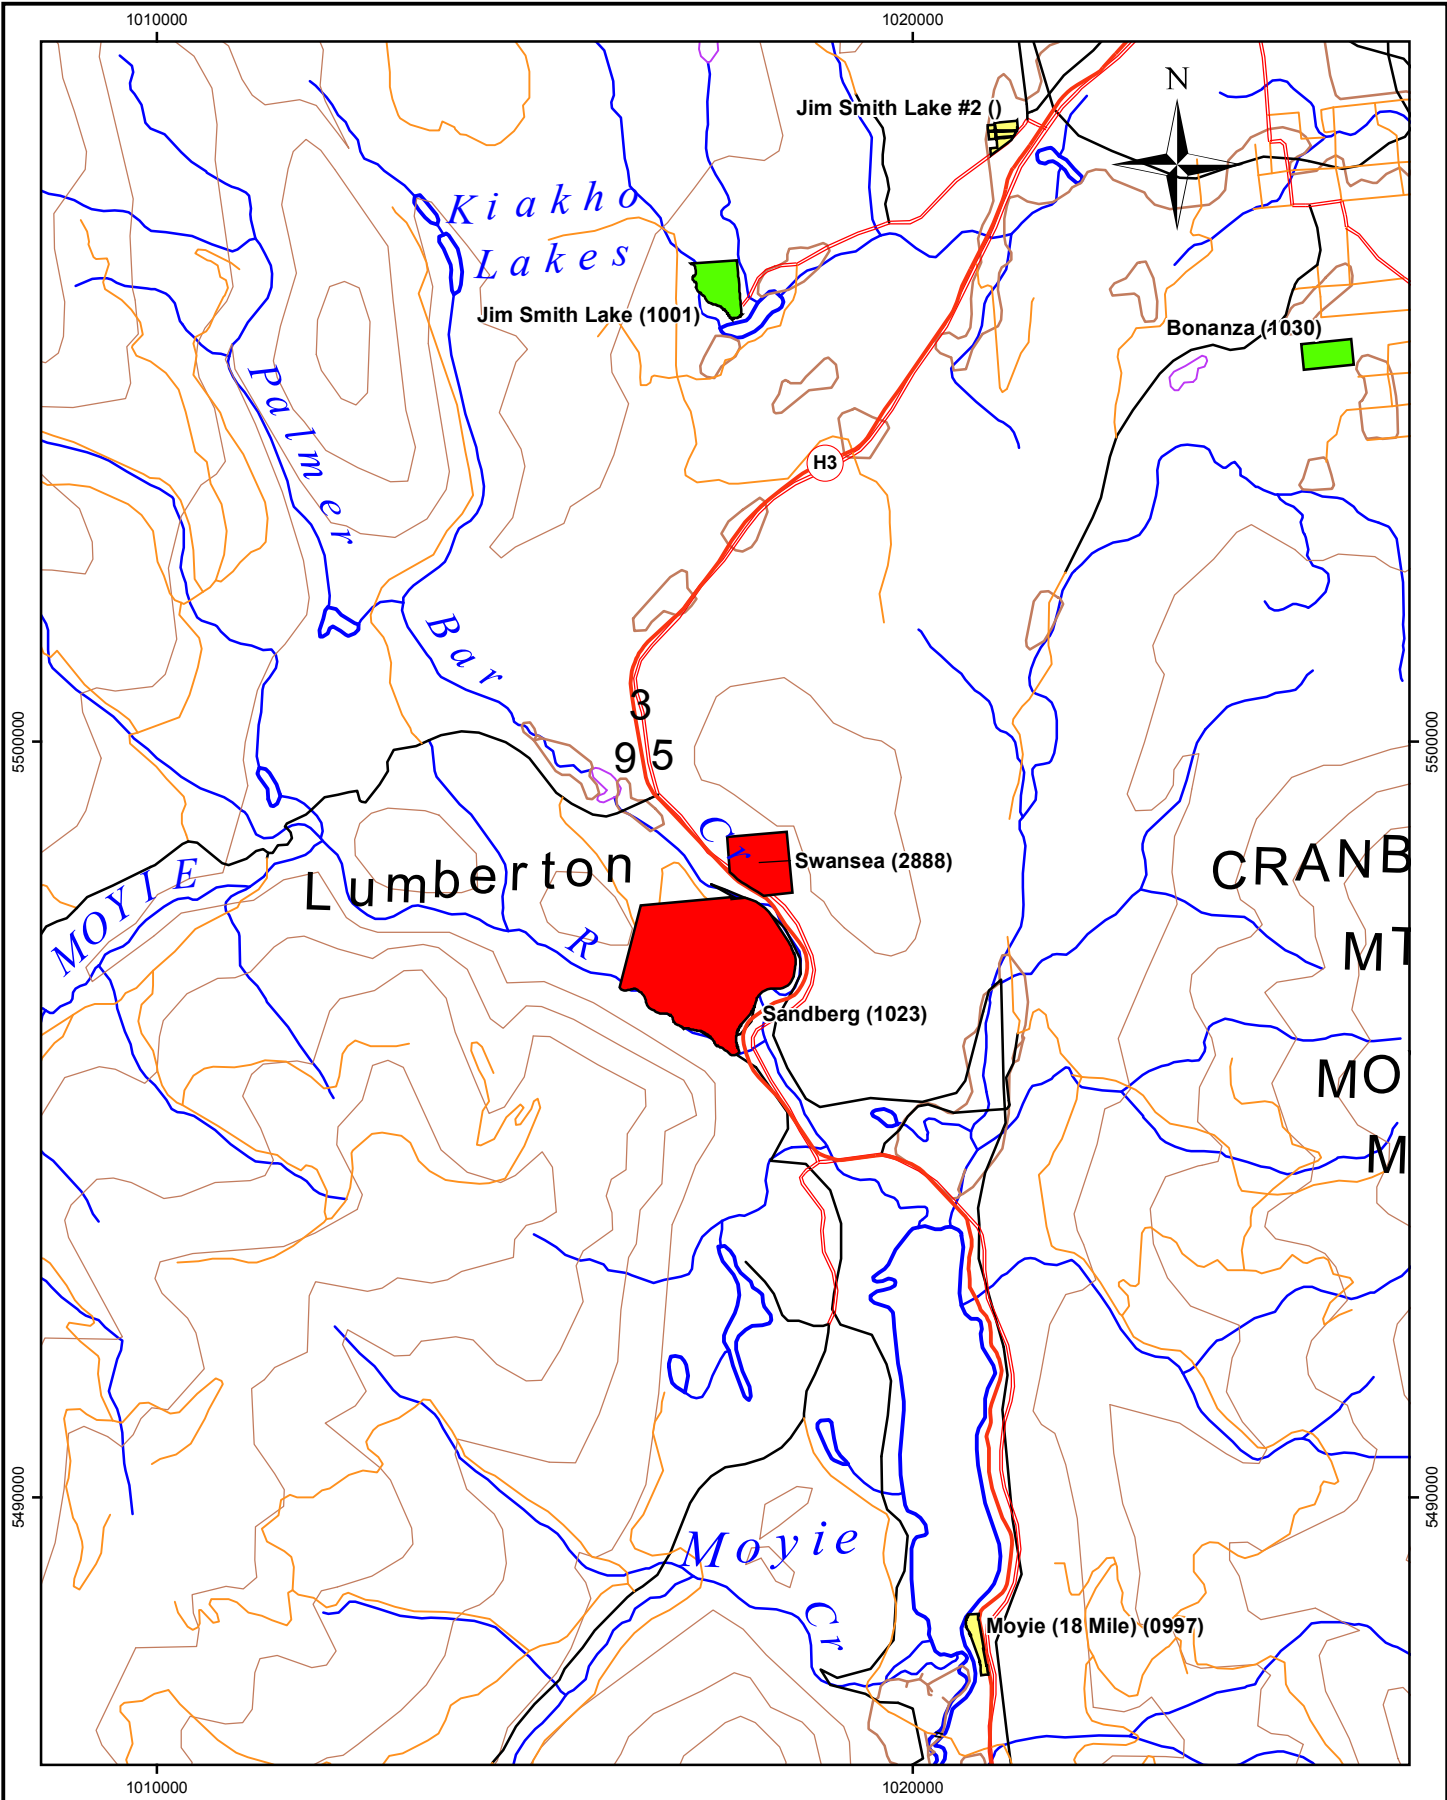 1010000 1020000
N
Jim Smith Lake #2 ()
Kiakho
Lakes
Jim Smith Lake (1001)
Bonanza (1030)
Palmer
H3
Bar
3
95
5500000
5500000
Cr
Swansea (2888)
Lumberton
CRANB
MOYIE
R
MT
Sandberg (1023)
MO
M
5490000
5490000
Moyie
Cr
Moyie (18 Mile) (0997)
1010000 1020000